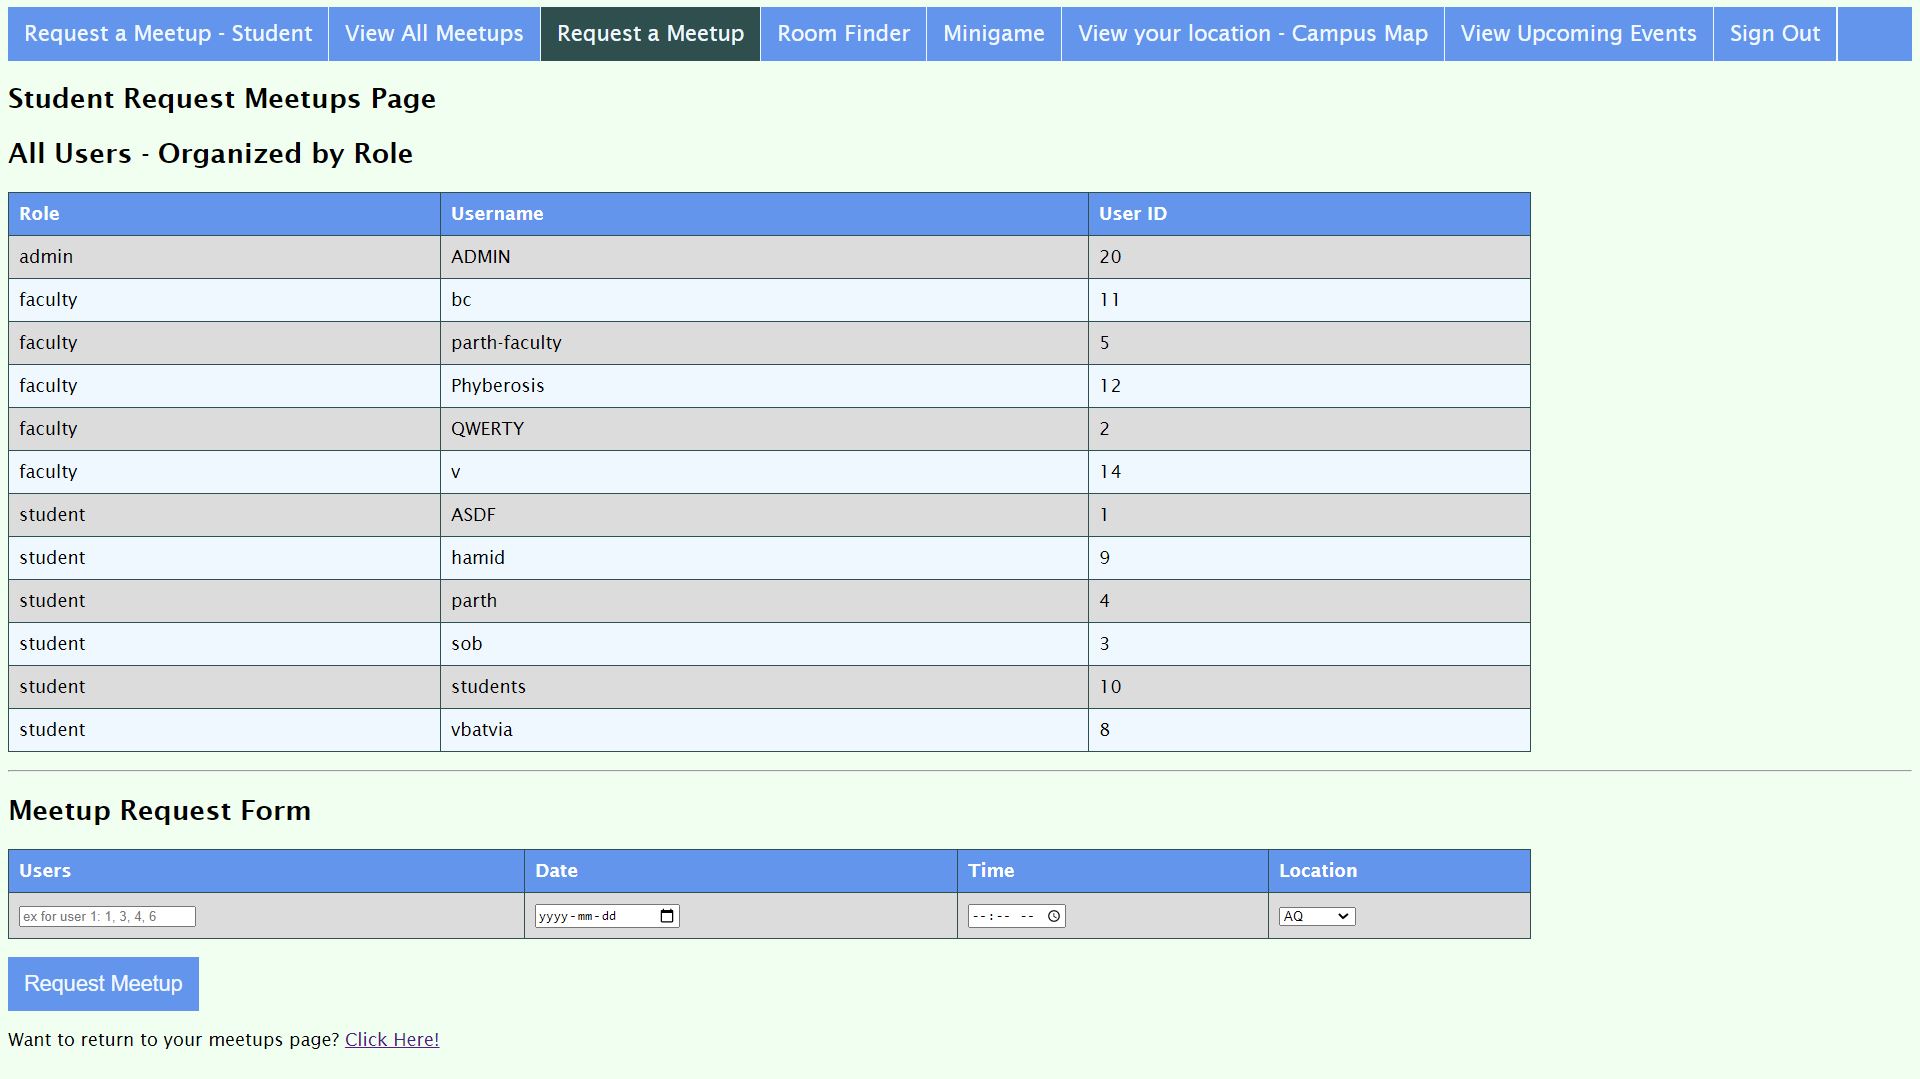 Request a Meetup - Student View All Meetups Request a Meetup Room Finder Minigame View your location - Campus Map View Upcoming Events Sign Out
Student Request Meetups Page
All Users - Organized by Role
Role Username User ID
admin ADMIN 20
faculty bc 11
faculty parth-faculty 5
faculty Phyberosis 12
faculty QWERTY 2
faculty v 14
student ASDF 1
student hamid 9
student parth 4
student sob 3
student students 10
student vbatvia 8
Meetup Request Form
Users Date Time Location
ex for user 1: 1, 3, 4, 6 yyyy-mm-dd --:-- -- AQ
Request Meetup
Want to return to your meetups page? Click Here!